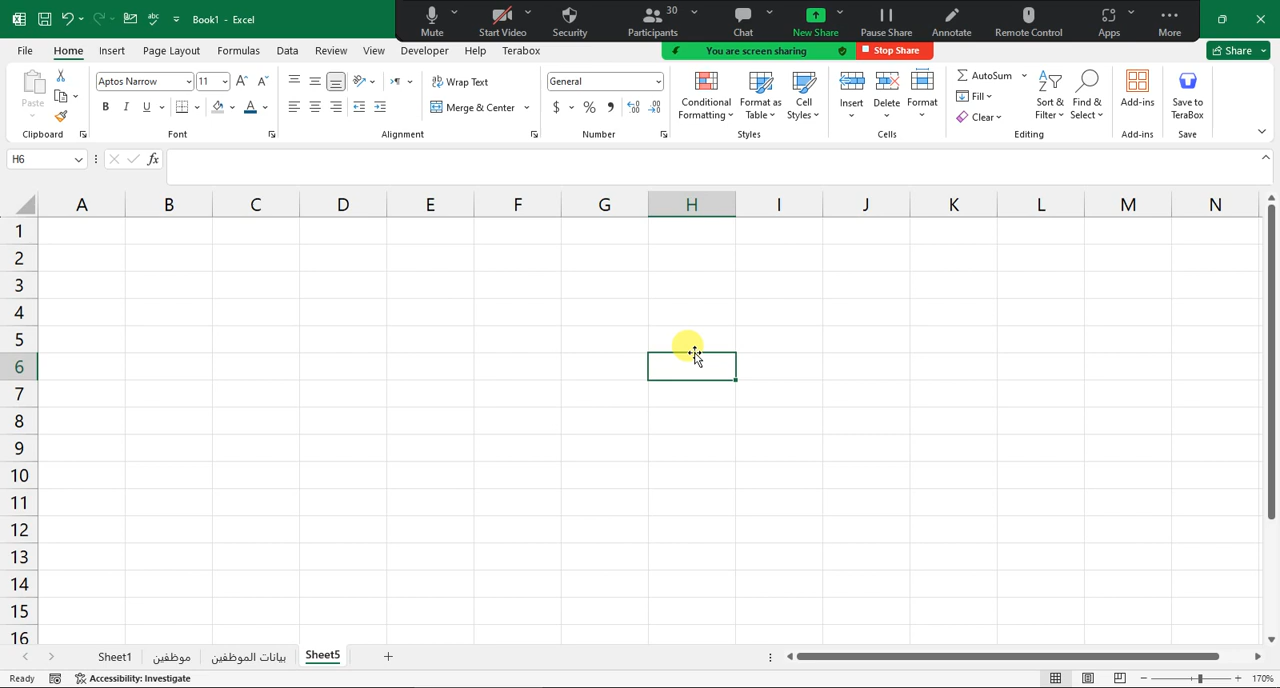 Book1 - Excel
Mute
Start Video
Security
Participants 30
Chat
New Share
Pause Share
Annotate
Remote Control
Apps
More
File Home Insert Page Layout Formulas Data Review View Developer Help Terabox
You are screen sharing
Stop Share
Share
Paste
Clipboard
Aptos Narrow 11
B I U
Font
Wrap Text
Merge & Center
Alignment
General
$ % ,
Number
Conditional Formatting
Format as Table
Cell Styles
Styles
Insert
Delete
Format
Cells
AutoSum
Fill
Clear
Sort & Filter
Find & Select
Editing
Add-ins
Add-ins
Save to TeraBox
Save
H6
fx
A B C D E F G H I J K L M N
1
2
3
4
5
6
7
8
9
10
11
12
13
14
15
16
Sheet1 موظفين بيانات الموظفين Sheet5
Ready
Accessibility: Investigate
170%